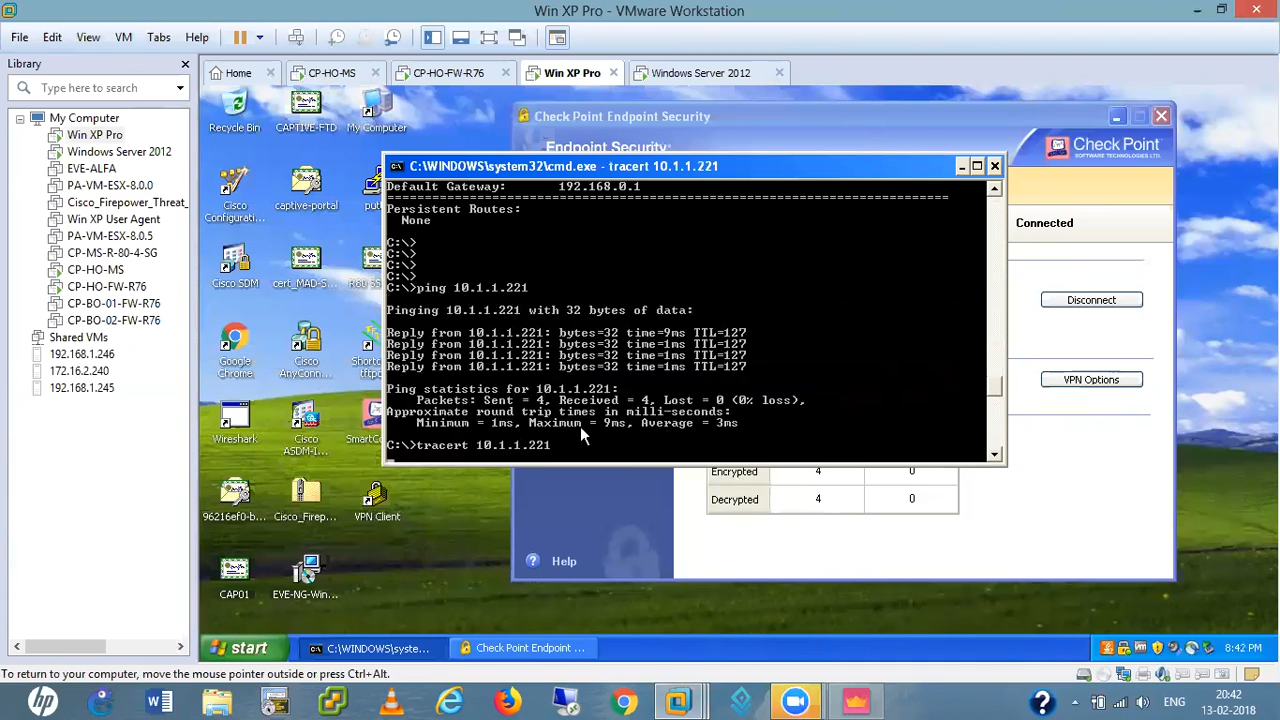 Win XP Pro - VMware Workstation
File Edit View VM Tabs Help
Library
Type here to search
My Computer
Win XP Pro
Windows Server 2012
EVE-ALFA
PA-VM-ESX-8.0.0
Cisco_Firepower_Threat_
Win XP User Agent
PA-VM-ESX-8.0.5
CP-MS-R-80-4-SG
CP-HO-MS
CP-HO-FW-R76
CP-BO-01-FW-R76
CP-BO-02-FW-R76
Shared VMs
192.168.1.246
172.16.2.240
192.168.1.245
Home CP-HO-MS CP-HO-FW-R76 Win XP Pro Windows Server 2012
Recycle Bin CAPTIVE-FTD My Computer
Cisco Configurati... captive-portal
Cisco SDM cert_MAD-S...
Google Chrome Cisco AnyConn...
Cisco ASDM-I... SmartCo...
96216ef0-b... Cisco_Firep... VPN Client
CAP01 EVE-NG-Win...
Check Point Endpoint Security
Endpoint Security
Check Point
SOFTWARE TECHNOLOGIES LTD.
Connected
Disconnect
VPN Options
Encrypted 4 0
Decrypted 4 0
Help
C:\WINDOWS\system32\cmd.exe - tracert 10.1.1.221
Default Gateway: 192.168.0.1
===========================================================================
Persistent Routes:
None
C:\>
C:\>
C:\>
C:\>
C:\>ping 10.1.1.221
Pinging 10.1.1.221 with 32 bytes of data:
Reply from 10.1.1.221: bytes=32 time=9ms TTL=127
Reply from 10.1.1.221: bytes=32 time=1ms TTL=127
Reply from 10.1.1.221: bytes=32 time=1ms TTL=127
Reply from 10.1.1.221: bytes=32 time=1ms TTL=127
Ping statistics for 10.1.1.221:
Packets: Sent = 4, Received = 4, Lost = 0 (0% loss),
Approximate round trip times in milli-seconds:
Minimum = 1ms, Maximum = 9ms, Average = 3ms
C:\>tracert 10.1.1.221
start C:\WINDOWS\syste... Check Point Endpoint ... 8:42 PM
To return to your computer, move the mouse pointer outside or press Ctrl+Alt.
ENG
20:42
13-02-2018